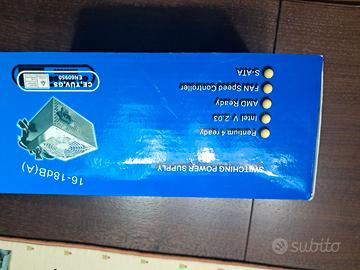 SWITCHING POWER SUPPLY
Pentium 4 ready
Intel V 2.03
AMD Ready
FAN Speed Controller
S-ATA
16-18dB(A)
CE.TUV.GS
EN60950
subito